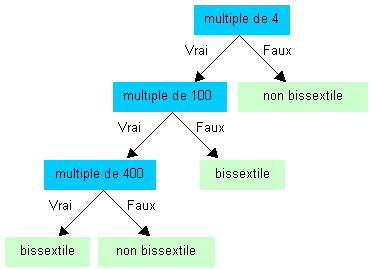 multiple de 4
Vrai
Faux
multiple de 100
non bissextile
Vrai
Faux
multiple de 400
bissextile
Vrai
Faux
bissextile
non bissextile